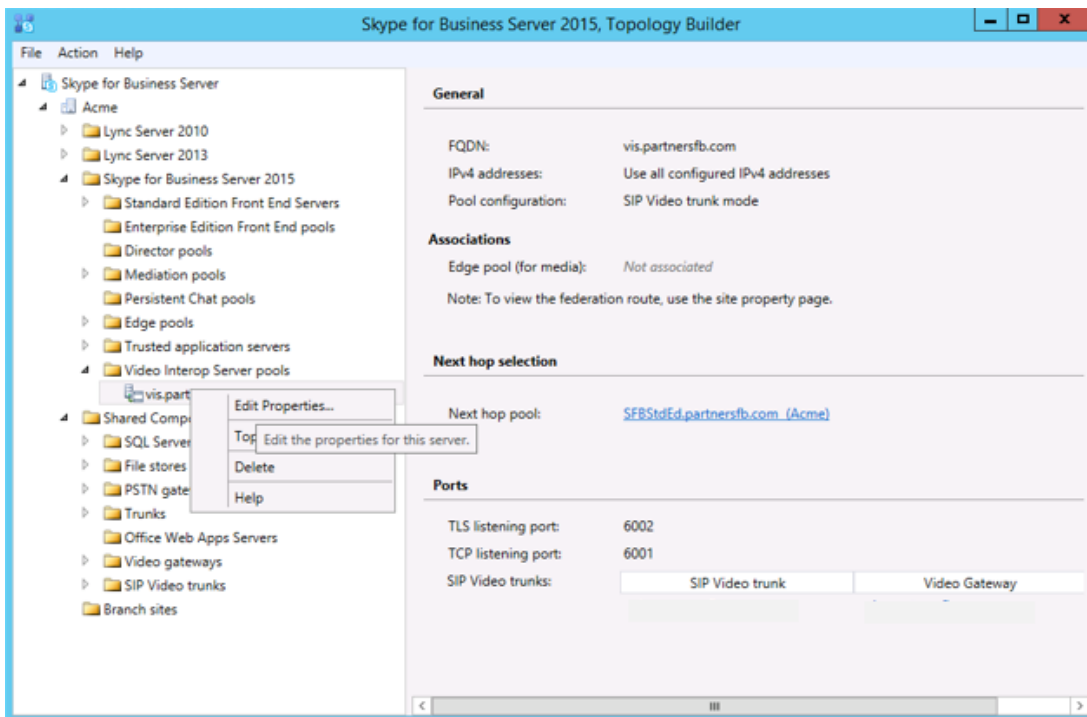 Skype for Business Server 2015, Topology Builder
File Action Help
Skype for Business Server
Acme
Lync Server 2010
Lync Server 2013
Skype for Business Server 2015
Standard Edition Front End Servers
Enterprise Edition Front End pools
Director pools
Mediation pools
Persistent Chat pools
Edge pools
Trusted application servers
Video Interop Server pools
vis.part
Shared Comp
SQL Server
File stores
PSTN gate
Trunks
Office Web Apps Servers
Video gateways
SIP Video trunks
Branch sites
Edit Properties...
Top
Edit the properties for this server.
Delete
Help
General
FQDN: vis.partnersfb.com
IPv4 addresses: Use all configured IPv4 addresses
Pool configuration: SIP Video trunk mode
Associations
Edge pool (for media): Not associated
Note: To view the federation route, use the site property page.
Next hop selection
Next hop pool: SFBStdEd.partnersfb.com (Acme)
Ports
TLS listening port: 6002
TCP listening port: 6001
SIP Video trunks: SIP Video trunk Video Gateway